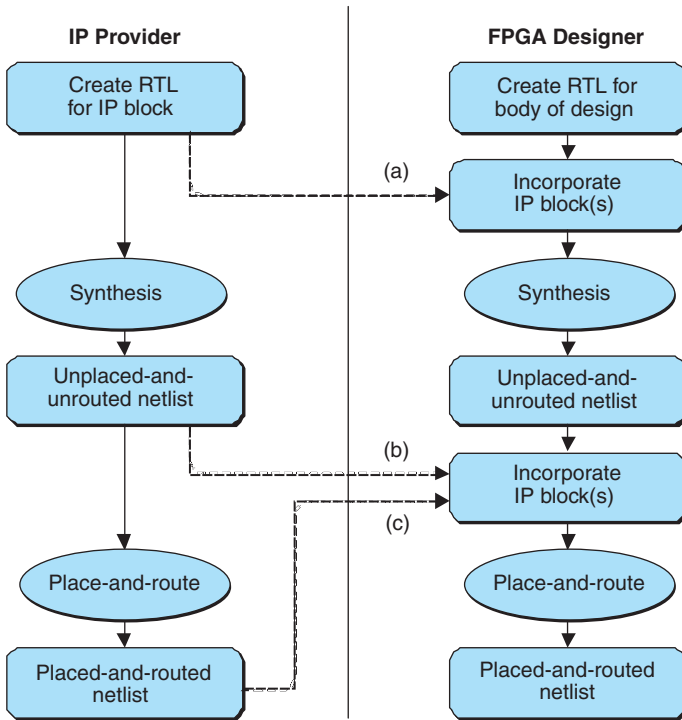 IP Provider
Create RTL
for IP block
Synthesis
Unplaced-and-
unrouted netlist
Place-and-route
Placed-and-routed
netlist
(a)
(b)
(c)
FPGA Designer
Create RTL for
body of design
Incorporate
IP block(s)
Synthesis
Unplaced-and-
unrouted netlist
Incorporate
IP block(s)
Place-and-route
Placed-and-routed
netlist